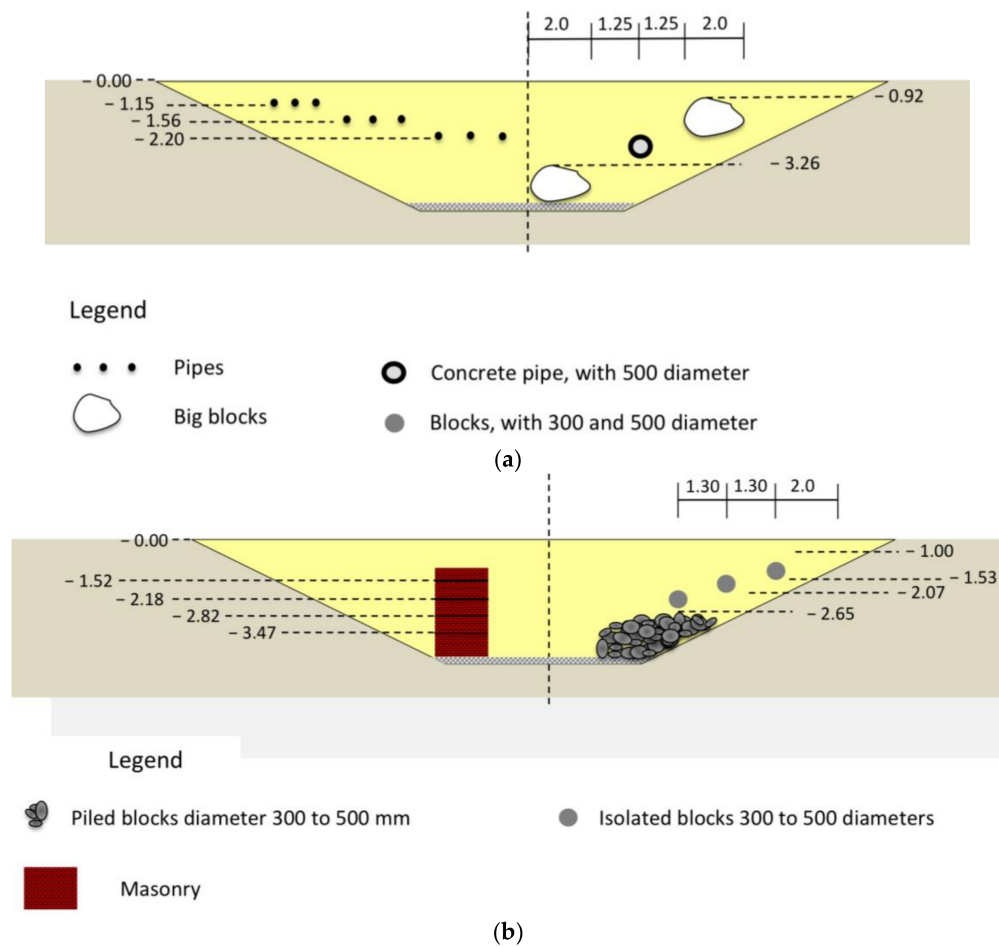 2.0 1.25 1.25 2.0
– 0.00
– 1.15
– 1.56
– 2.20
– 0.92
– 3.26
Legend
Pipes
Big blocks
Concrete pipe, with 500 diameter
Blocks, with 300 and 500 diameter
(a)
1.30 1.30 2.0
– 0.00
– 1.52
– 2.18
– 2.82
– 3.47
– 1.00
– 1.53
– 2.07
– 2.65
Legend
Piled blocks diameter 300 to 500 mm
Isolated blocks 300 to 500 diameters
Masonry
(b)